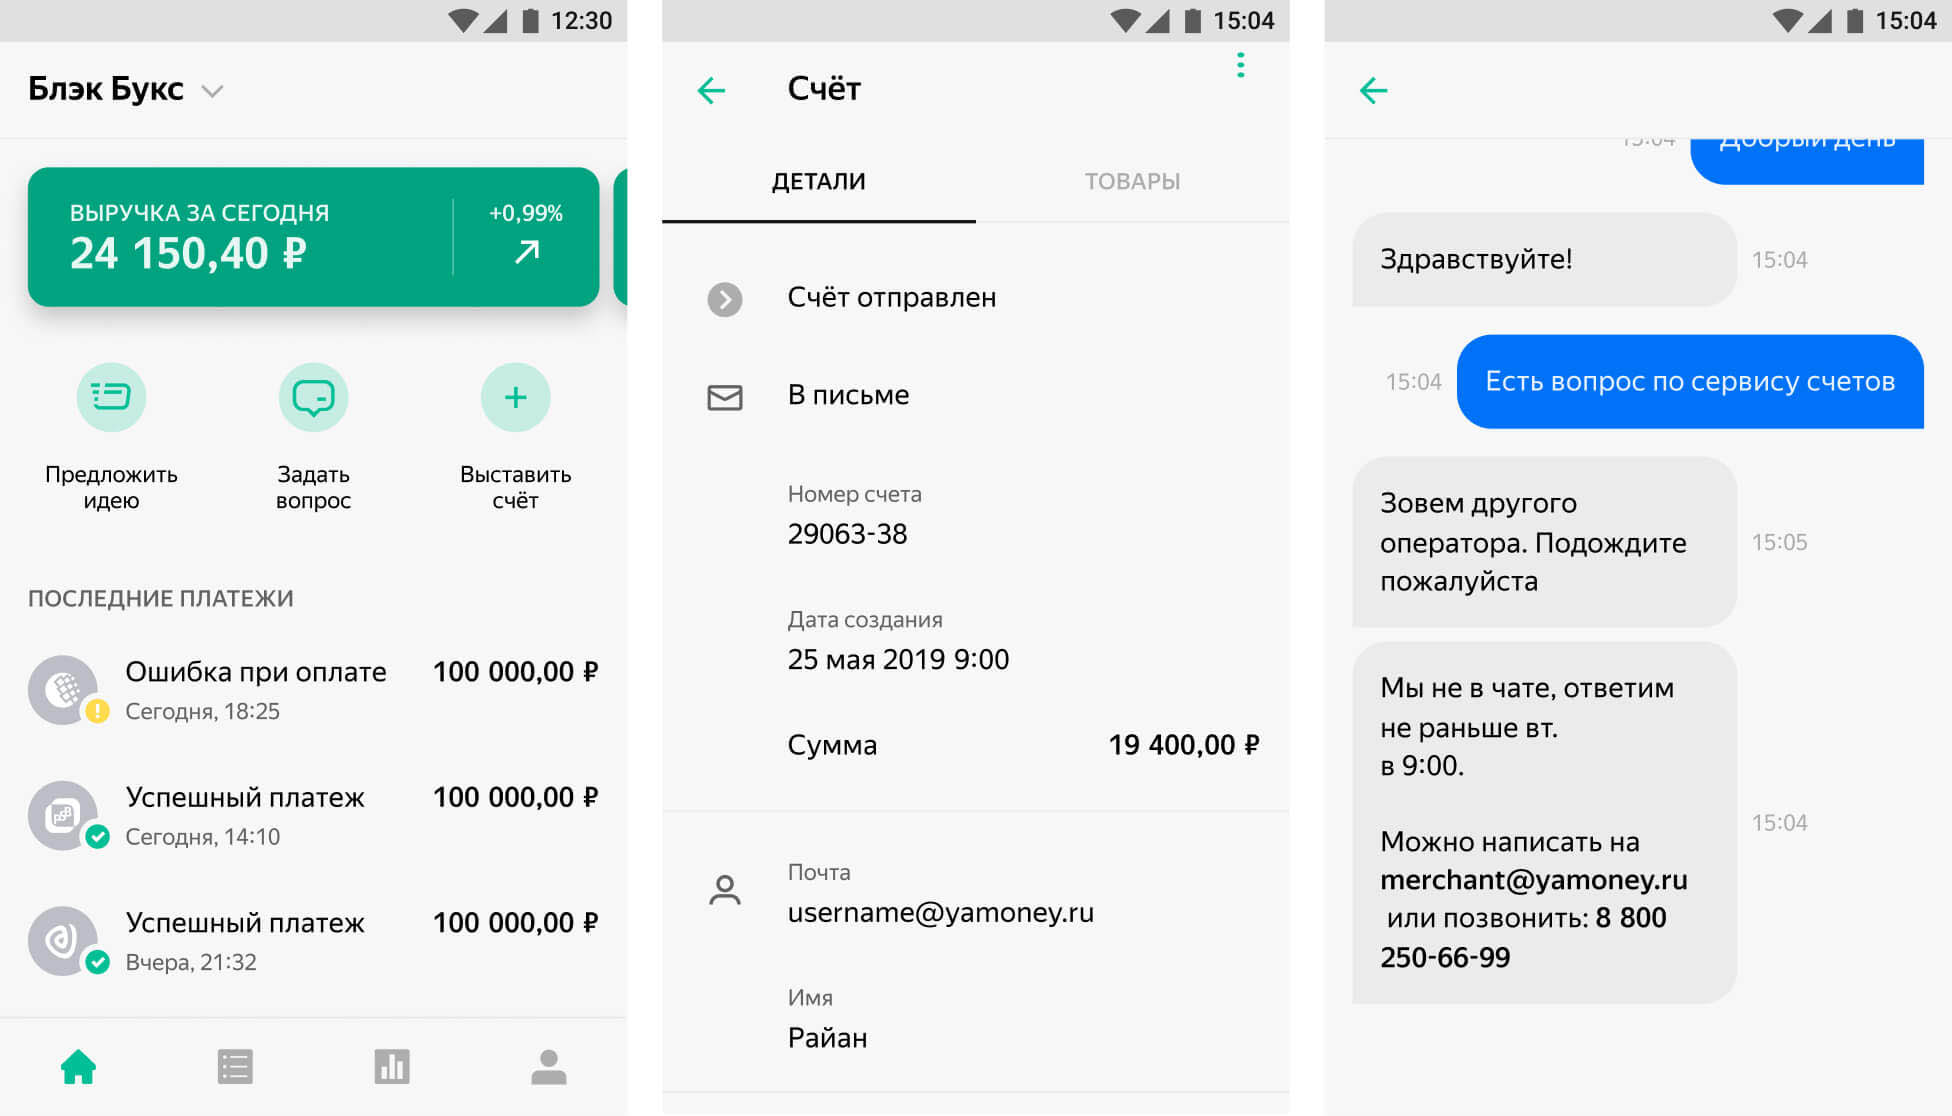 12:30
Блэк Букс
ВЫРУЧКА ЗА СЕГОДНЯ
24 150,40 ₽
+0,99%
Предложить
идею
Задать
вопрос
Выставить
счёт
ПОСЛЕДНИЕ ПЛАТЕЖИ
Ошибка при оплате 100 000,00 ₽
Сегодня, 18:25
Успешный платеж 100 000,00 ₽
Сегодня, 14:10
Успешный платеж 100 000,00 ₽
Вчера, 21:32
15:04
Счёт
ДЕТАЛИ ТОВАРЫ
Счёт отправлен
В письме
Номер счета
29063-38
Дата создания
25 мая 2019 9:00
Сумма 19 400,00 ₽
Почта
username@yamoney.ru
Имя
Райан
15:04
15:04 Добрый день
Здравствуйте! 15:04
15:04 Есть вопрос по сервису счетов
Зовем другого
оператора. Подождите
пожалуйста
15:05
Мы не в чате, ответим
не раньше вт.
в 9:00.
Можно написать на
merchant@yamoney.ru
или позвонить: 8 800
250-66-99
15:04